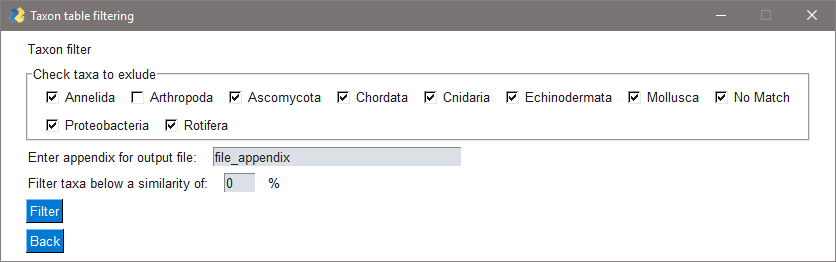 Taxon table filtering
Taxon filter
Check taxa to exlude
Annelida Arthropoda Ascomycota Chordata Cnidaria Echinodermata Mollusca No Match
Proteobacteria Rotifera
Enter appendix for output file: file_appendix
Filter taxa below a similarity of: 0 %
Filter
Back